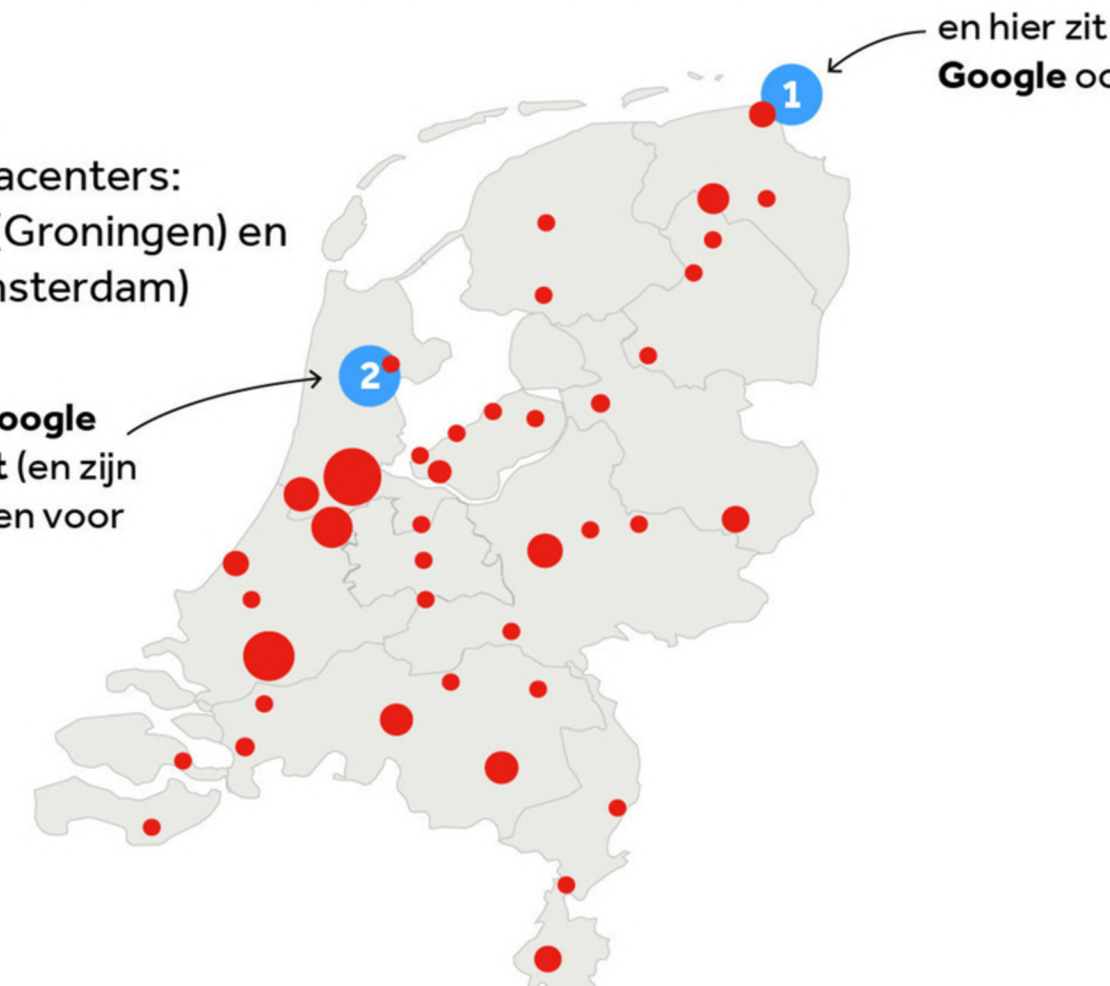 en hier zit
Google oo
1
acenters:
(Groningen) en
nsterdam)
2
oogle
t (en zijn
en voor